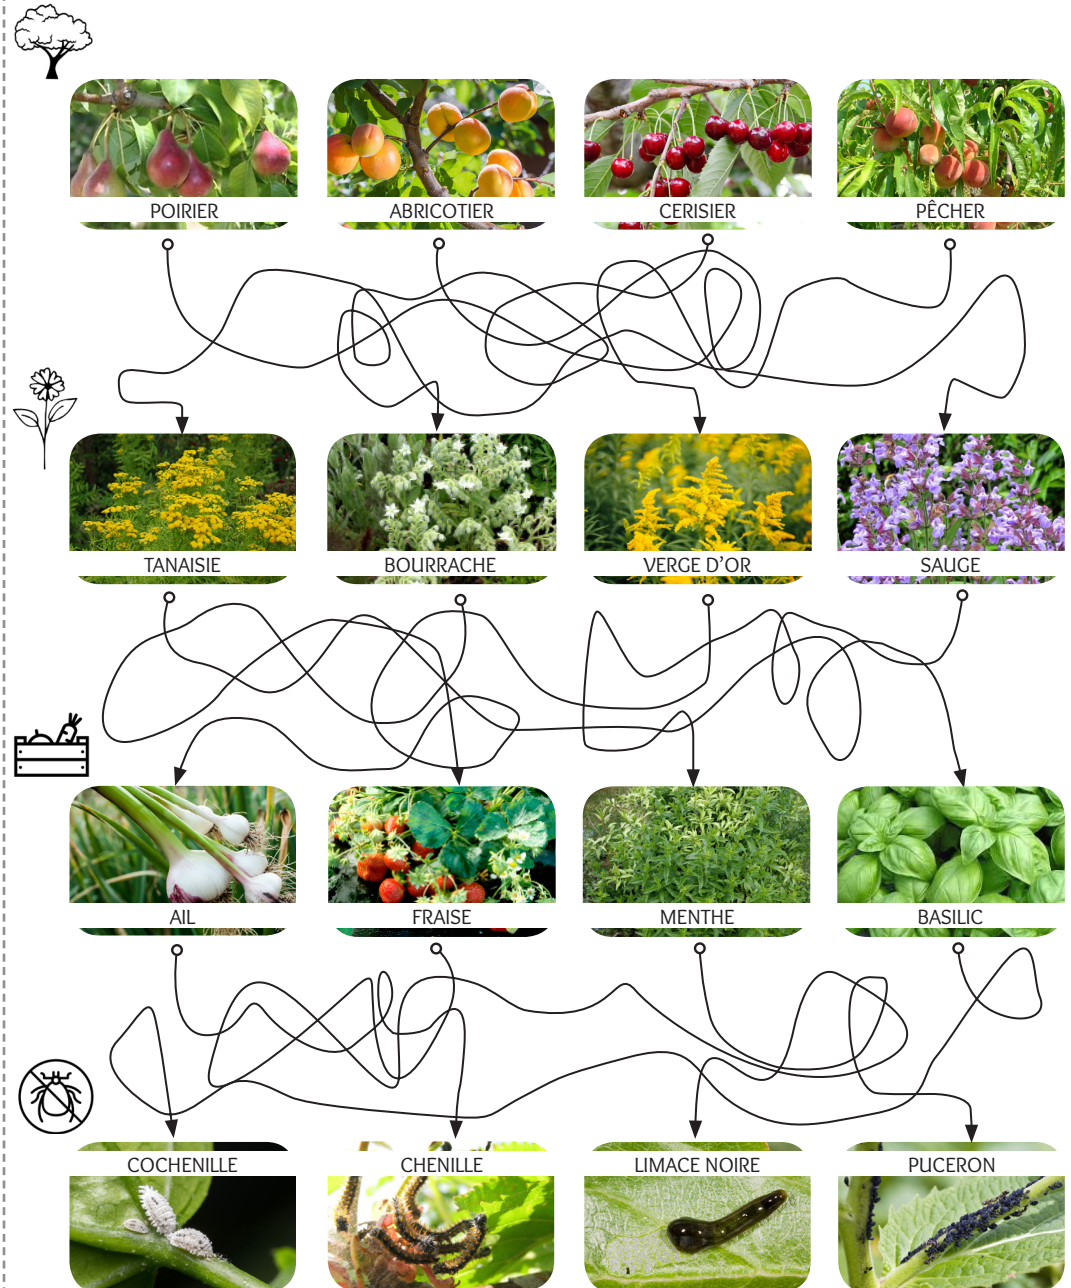 POIRIER
ABRICOTIER
CERISIER
PÊCHER
TANAISIE
BOURRACHE
VERGE D'OR
SAUGE
AIL
FRAISE
MENTHE
BASILIC
COCHENILLE
CHENILLE
LIMACE NOIRE
PUCERON